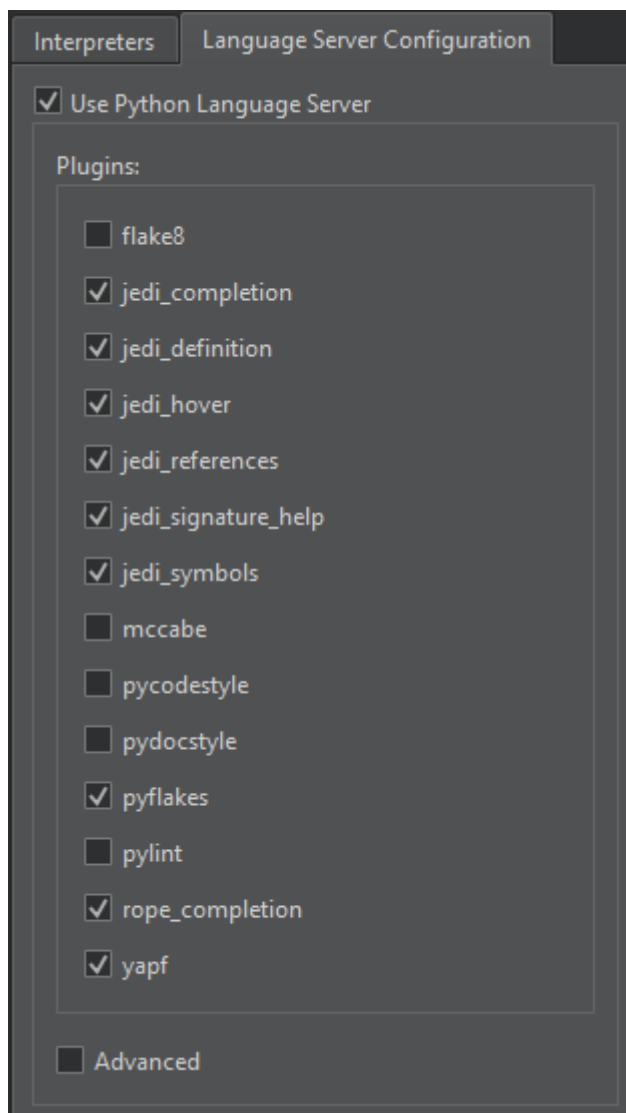 Interpreters
Language Server Configuration
Use Python Language Server
Plugins:
flake8
jedi_completion
jedi_definition
jedi_hover
jedi_references
jedi_signature_help
jedi_symbols
mccabe
pycodestyle
pydocstyle
pyflakes
pylint
rope_completion
yapf
Advanced